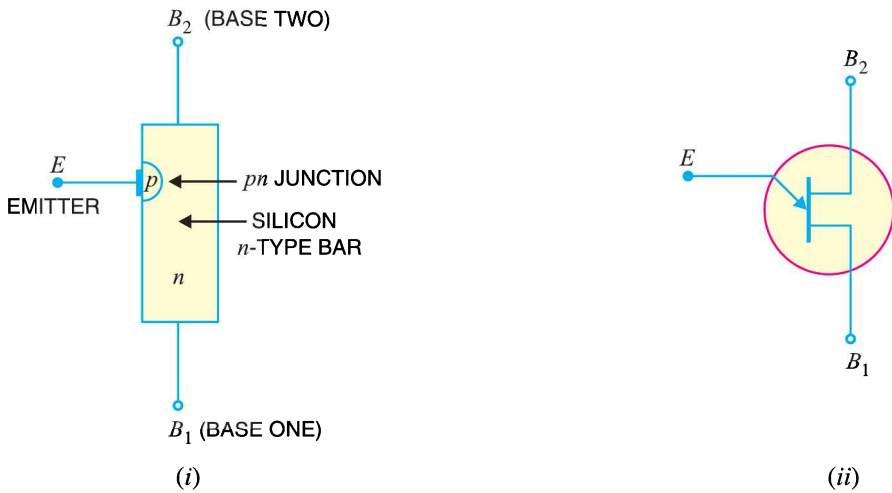 B2 (BASE TWO)
E
EMITTER
p
pn JUNCTION
SILICON
n-TYPE BAR
n
B1 (BASE ONE)
(i)
B2
E
B1
(ii)